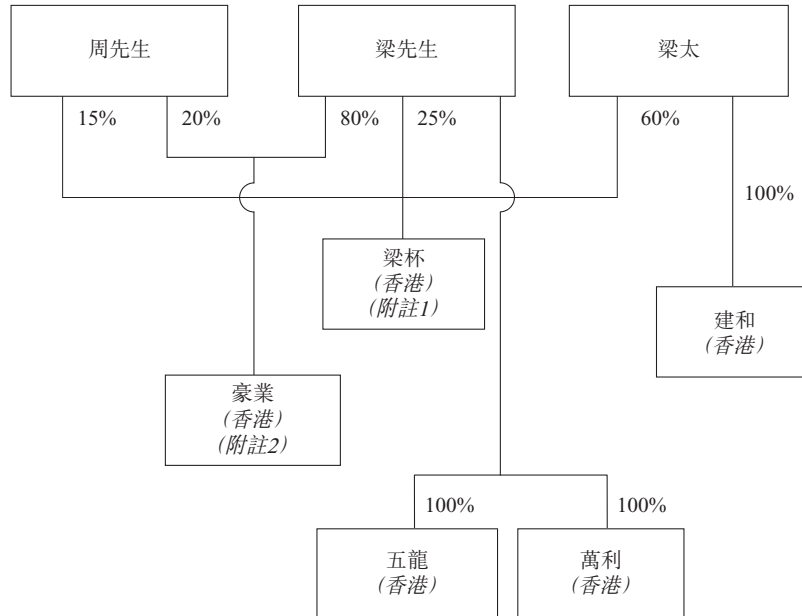 周先生
梁先生
梁太
15%
20%
80%
25%
60%
100%
梁杯
(香港)
(附註1)
建和
(香港)
豪業
(香港)
(附註2)
100%
100%
五龍
(香港)
萬利
(香港)